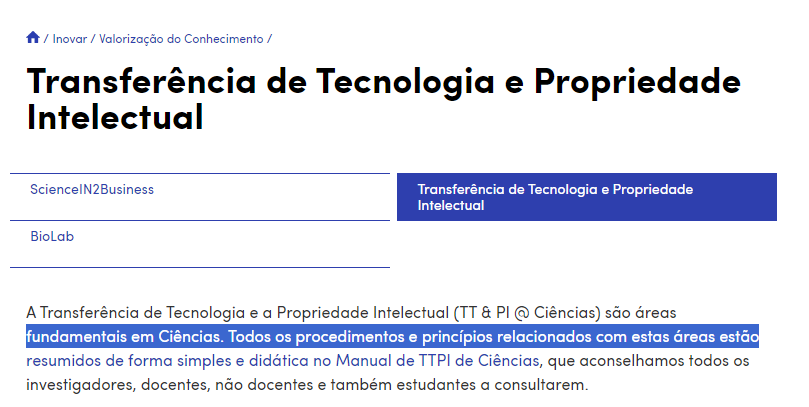 / Inovar / Valorização do Conhecimento /
Transferência de Tecnologia e Propriedade
Intelectual
ScienceIN2Business
Transferência de Tecnologia e Propriedade
Intelectual
BioLab
A Transferência de Tecnologia e a Propriedade Intelectual (TT & PI @ Ciências) são áreas
fundamentais em Ciências. Todos os procedimentos e princípios relacionados com estas áreas estão
resumidos de forma simples e didática no Manual de TTPI de Ciências, que aconselhamos todos os
investigadores, docentes, não docentes e também estudantes a consultarem.